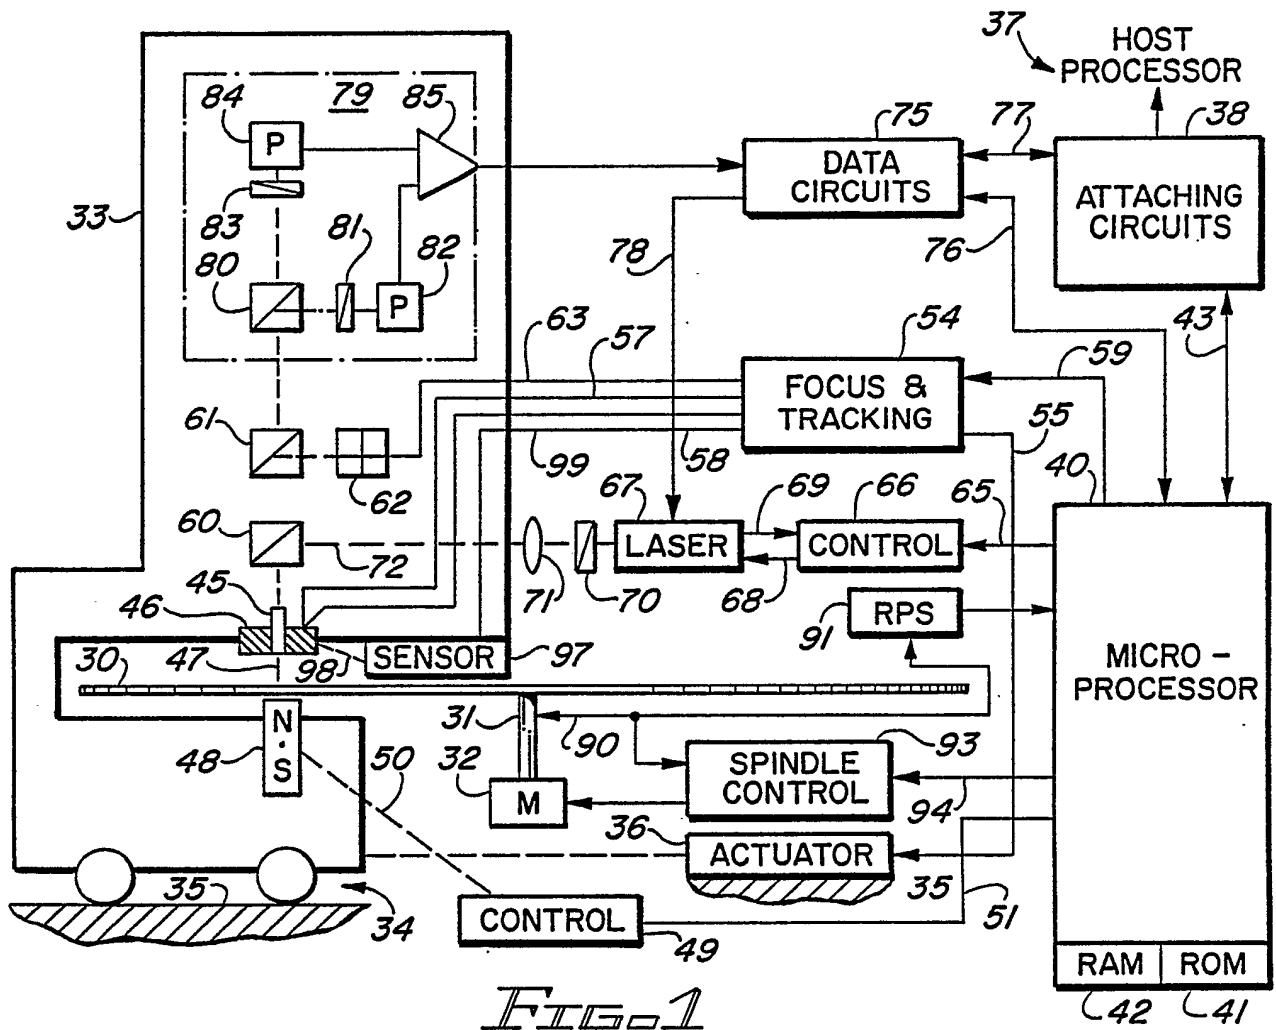 37
HOST
PROCESSOR
84
79
85
75
77
38
P
DATA
CIRCUITS
ATTACHING
CIRCUITS
33
83
81
82
78
76
80
P
63
57
54
59
43
FOCUS &
TRACKING
61
55
62
99
58
40
60
67
69
66
65
LASER
CONTROL
72
71
70
68
45
46
91
RPS
47
98
SENSOR
97
30
MICRO-
PROCESSOR
31
90
N
S
48
50
32
M
93
SPINDLE
CONTROL
94
36
ACTUATOR
35
35
34
CONTROL
49
51
RAM
ROM
42
41
FIG. 1